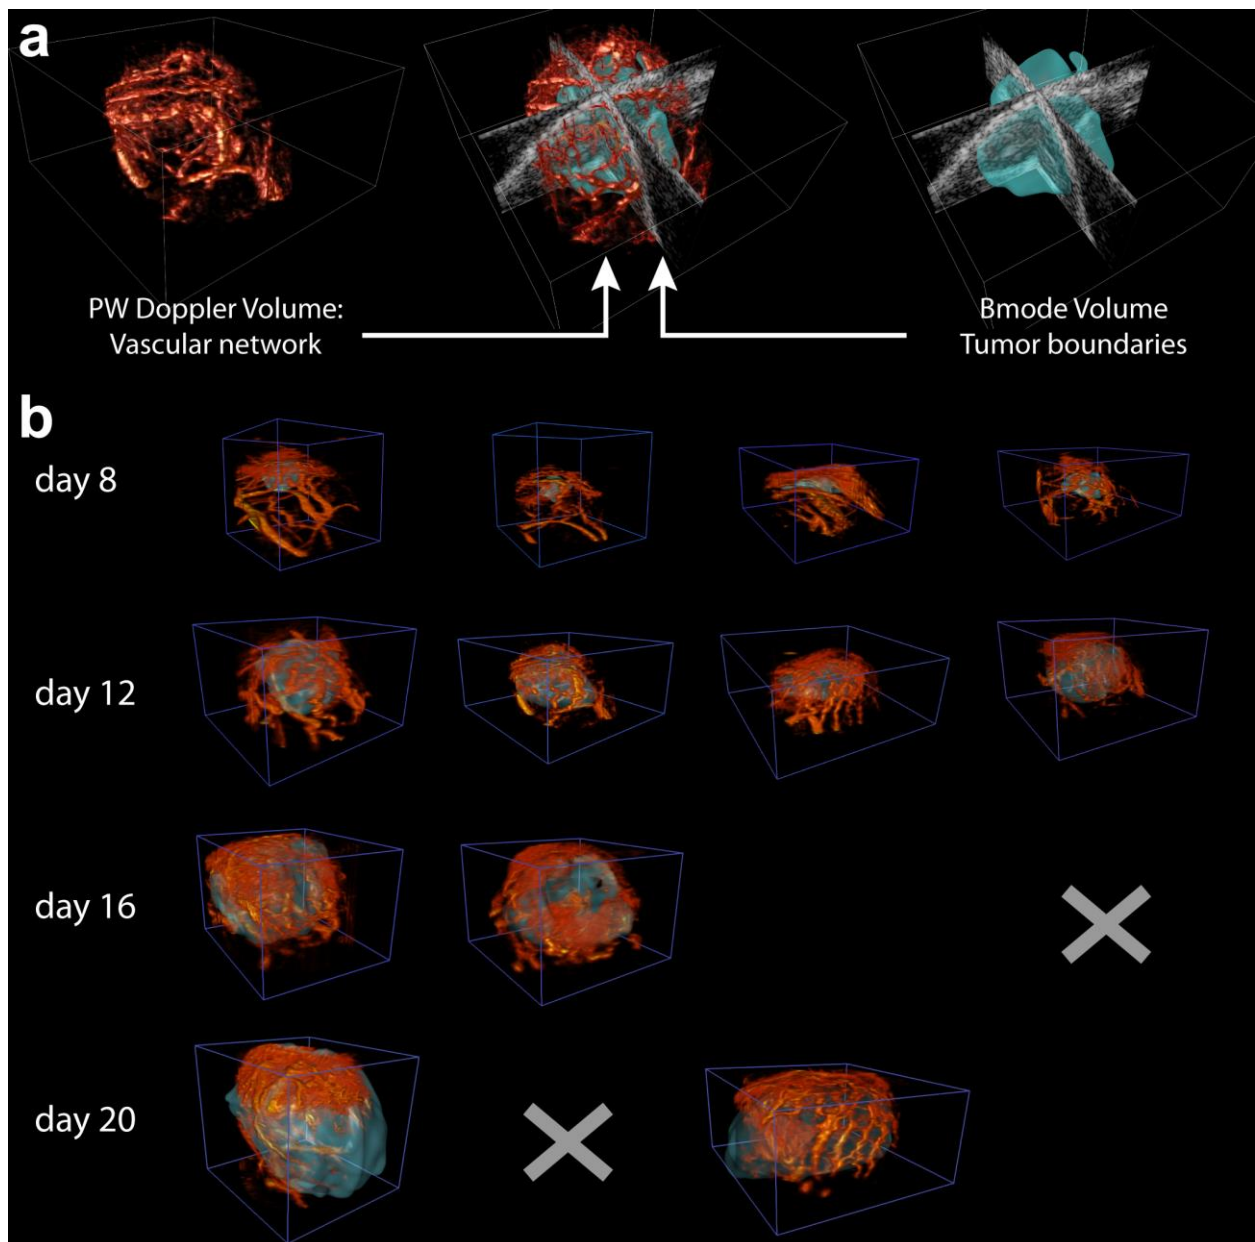 a
PW Doppler Volume:
Vascular network
Bmode Volume
Tumor boundaries
b
day 8
day 12
day 16
day 20